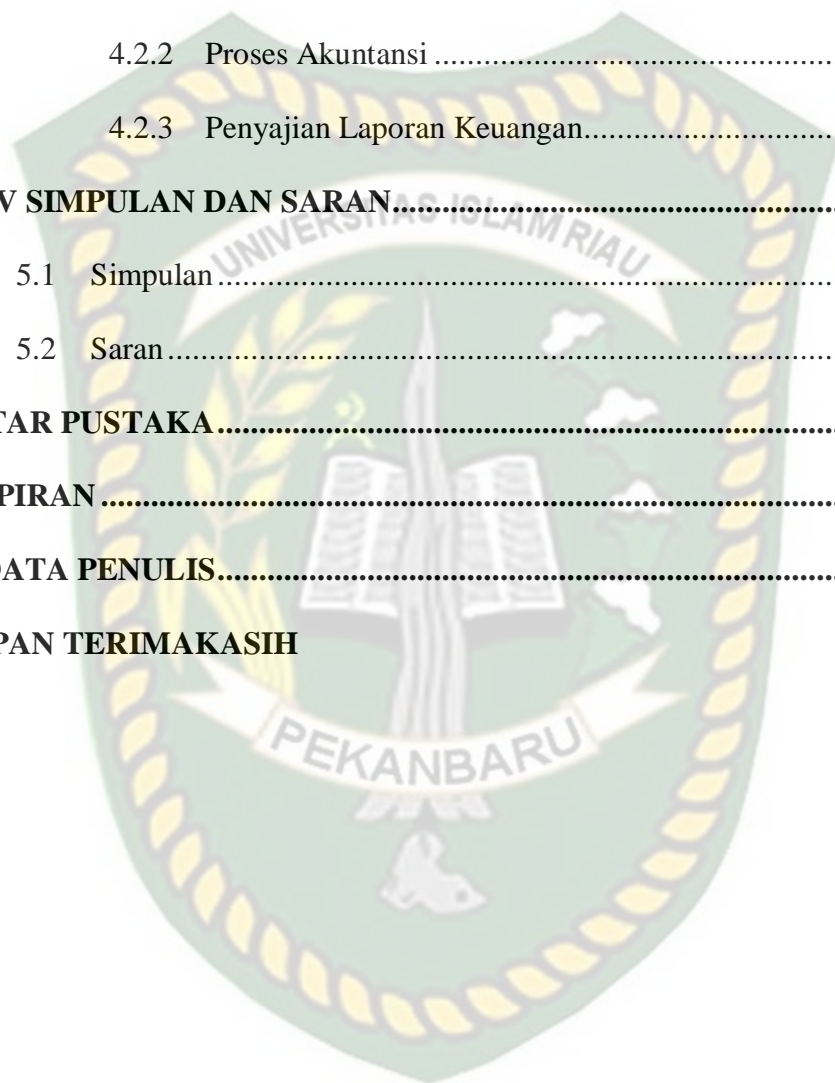 4.2.2 Proses Akuntansi ..................................................
4.2.3 Penyajian Laporan Keuangan................................
V SIMPULAN DAN SARAN.......................................................
UNIVERSITAS ISLAM RIAU
5.1 Simpulan ...............................................................................
5.2 Saran .....................................................................................
TAR PUSTAKA..............................................................................
PIRAN ............................................................................................
DATA PENULIS..............................................................................
PAN TERIMAKASIH
PEKANBARU